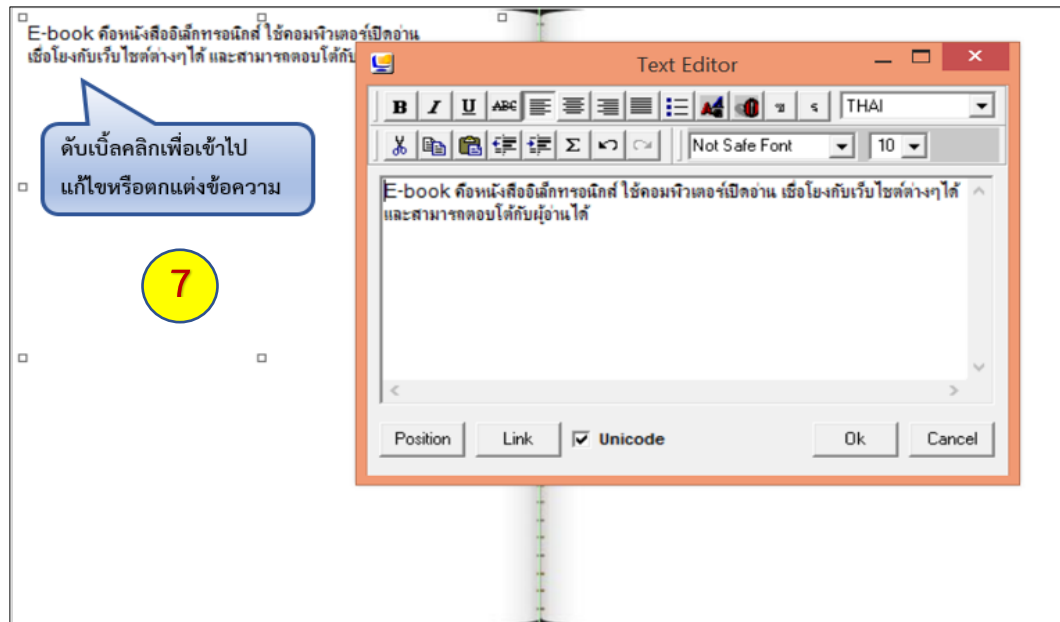 E-book คือหนังสืออิเล็กทรอนิกส์ ใช้คอมพิวเตอร์เปิดอ่าน
เชื่อโยงกับเว็บไซต์ต่างๆได้ และสามารถตอบโต้กับ
ดับเบิ้ลคลิกเพื่อเข้าไป
แก้ไขหรือตกแต่งข้อความ
7
Text Editor
B I U ABC THAI
Σ Not Safe Font 10
E-book คือหนังสืออิเล็กทรอนิกส์ ใช้คอมพิวเตอร์เปิดอ่าน เชื่อโยงกับเว็บไซต์ต่างๆได้
และสามารถตอบโต้กับผู้อ่านได้
Position Link Unicode Ok Cancel